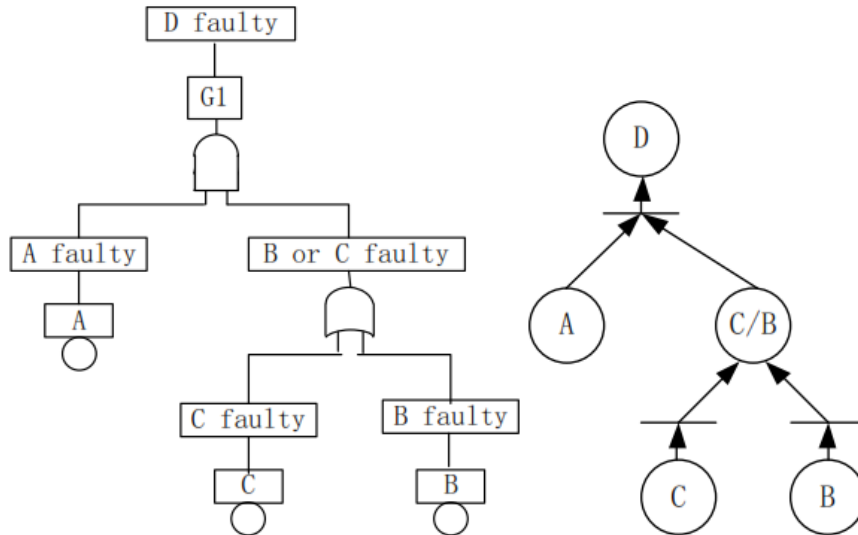 D faulty
G1
A faulty
B or C faulty
A
C faulty
B faulty
C
B
D
A
C/B
C
B